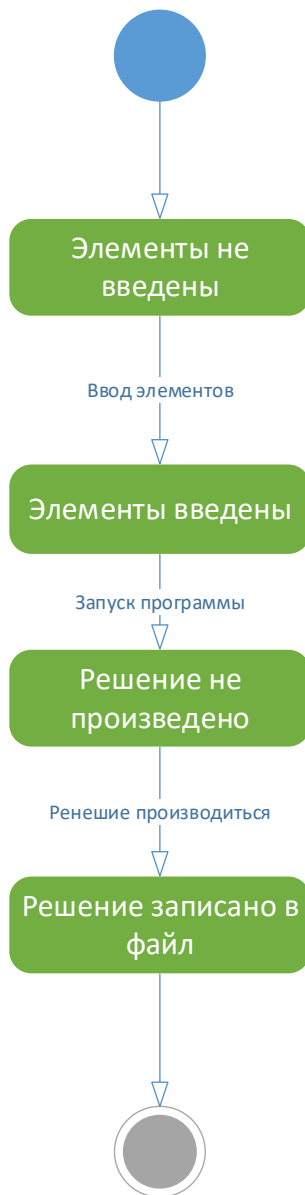 Элементы не
введены
Ввод элементов
Элементы введены
Запуск программы
Решение не
произведено
Ренешие производиться
Решение записано в
файл